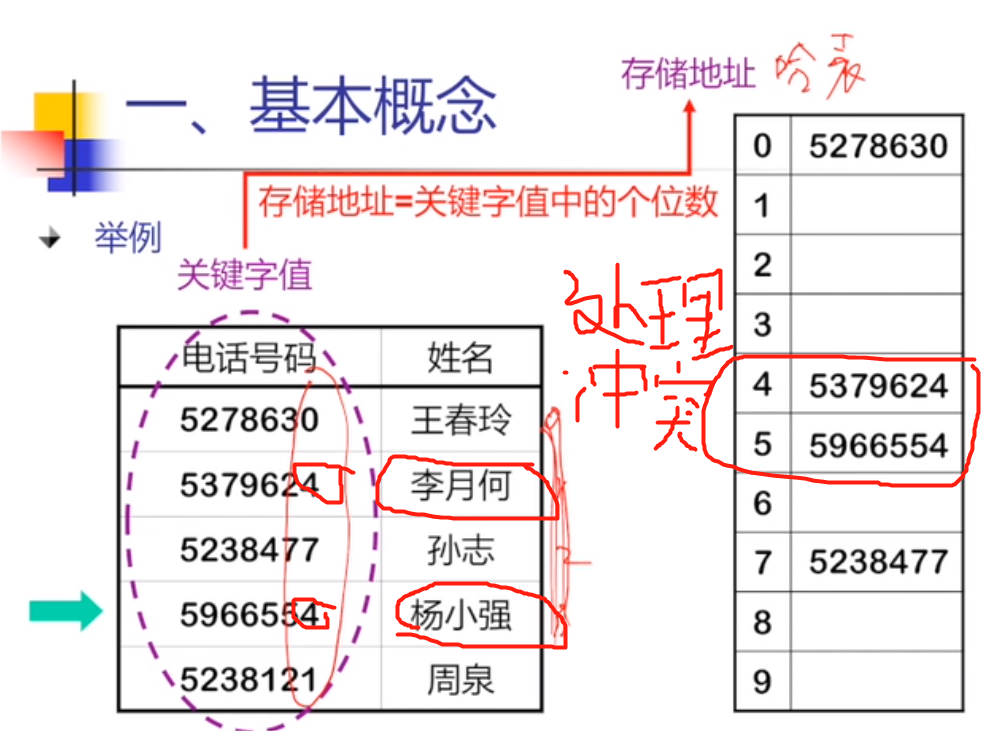 存储地址 哈希表
一、基本概念
存储地址=关键字值中的个位数
举例
关键字值
处理
冲突
电话号码 姓名
5278630 王春玲
5379624 李月何
5238477 孙志
5966554 杨小强
5238121 周泉
0 5278630
1
2
3
4 5379624
5 5966554
6
7 5238477
8
9